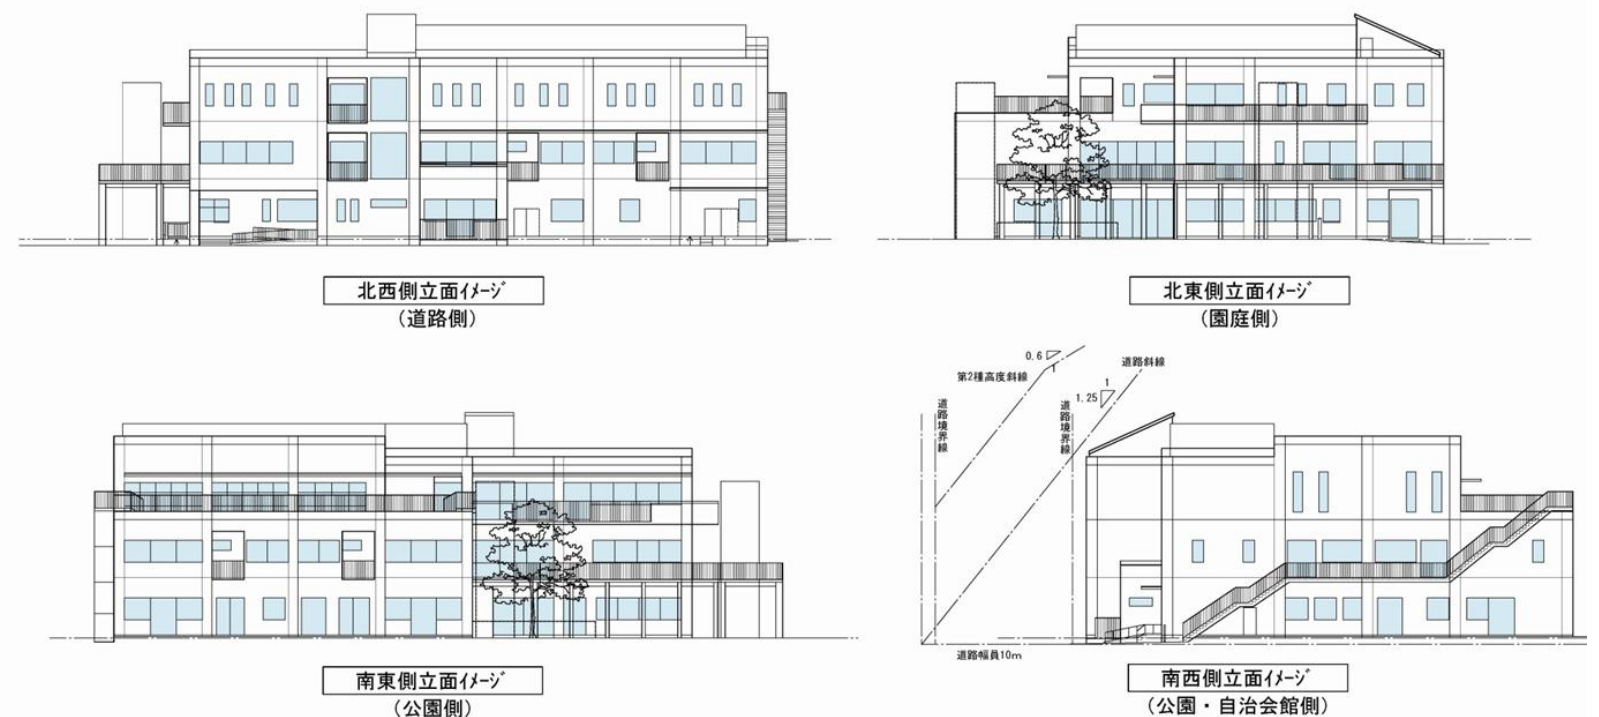 北西側立面ｲﾒｰｼﾞ
（道路側）
北東側立面ｲﾒｰｼﾞ
（園庭側）
0.6
1
第2種高度斜線
道路斜線
1
1.25
道路境界線
道路境界線
道路幅員10m
南東側立面ｲﾒｰｼﾞ
（公園側）
南西側立面ｲﾒｰｼﾞ
（公園・自治会館側）